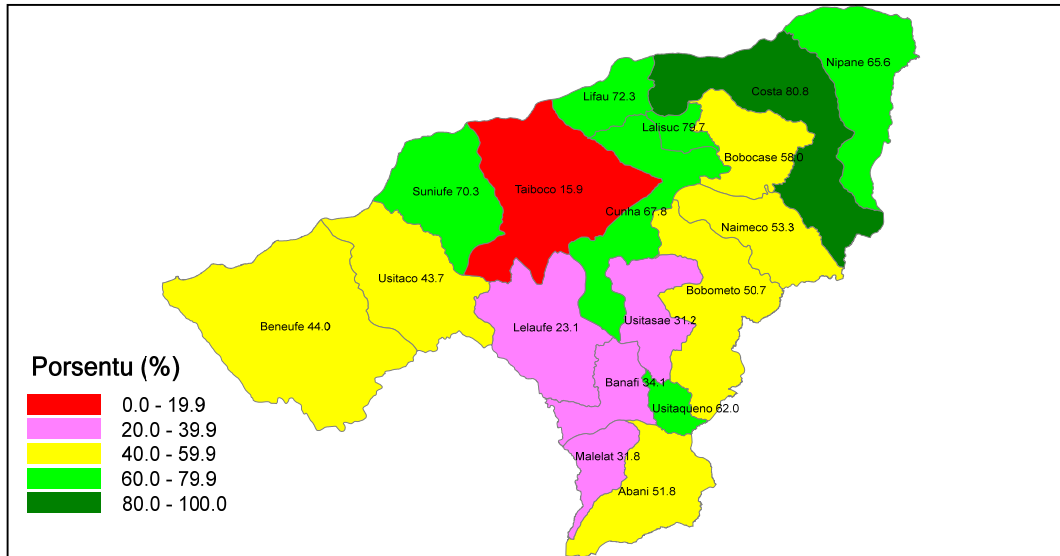 Nipane 65.6
Costa 80.8
Lifau 72.3
Lalisuc 79.7
Bobocase 58.0
Suniufe 70.3
Taiboco 15.9
Cunha 67.8
Naimeco 53.3
Usitaco 43.7
Bobometo 50.7
Beneufe 44.0
Lelaufe 23.1
Usitasae 31.2
Banafi 34.1
Usitaqueno 62.0
Malelat 31.8
Abani 51.8
Porsentu (%)
0.0 - 19.9
20.0 - 39.9
40.0 - 59.9
60.0 - 79.9
80.0 - 100.0